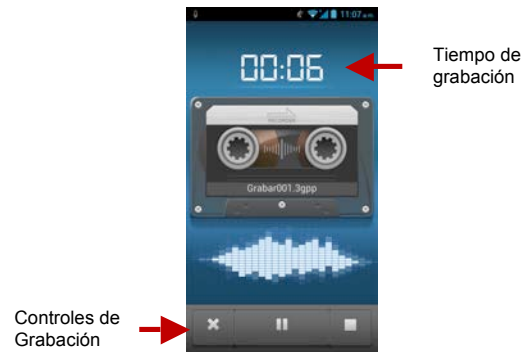 11:07 a.m.
00:06
Tiempo de
grabación
Grabar001.3gpp
Controles de
Grabación